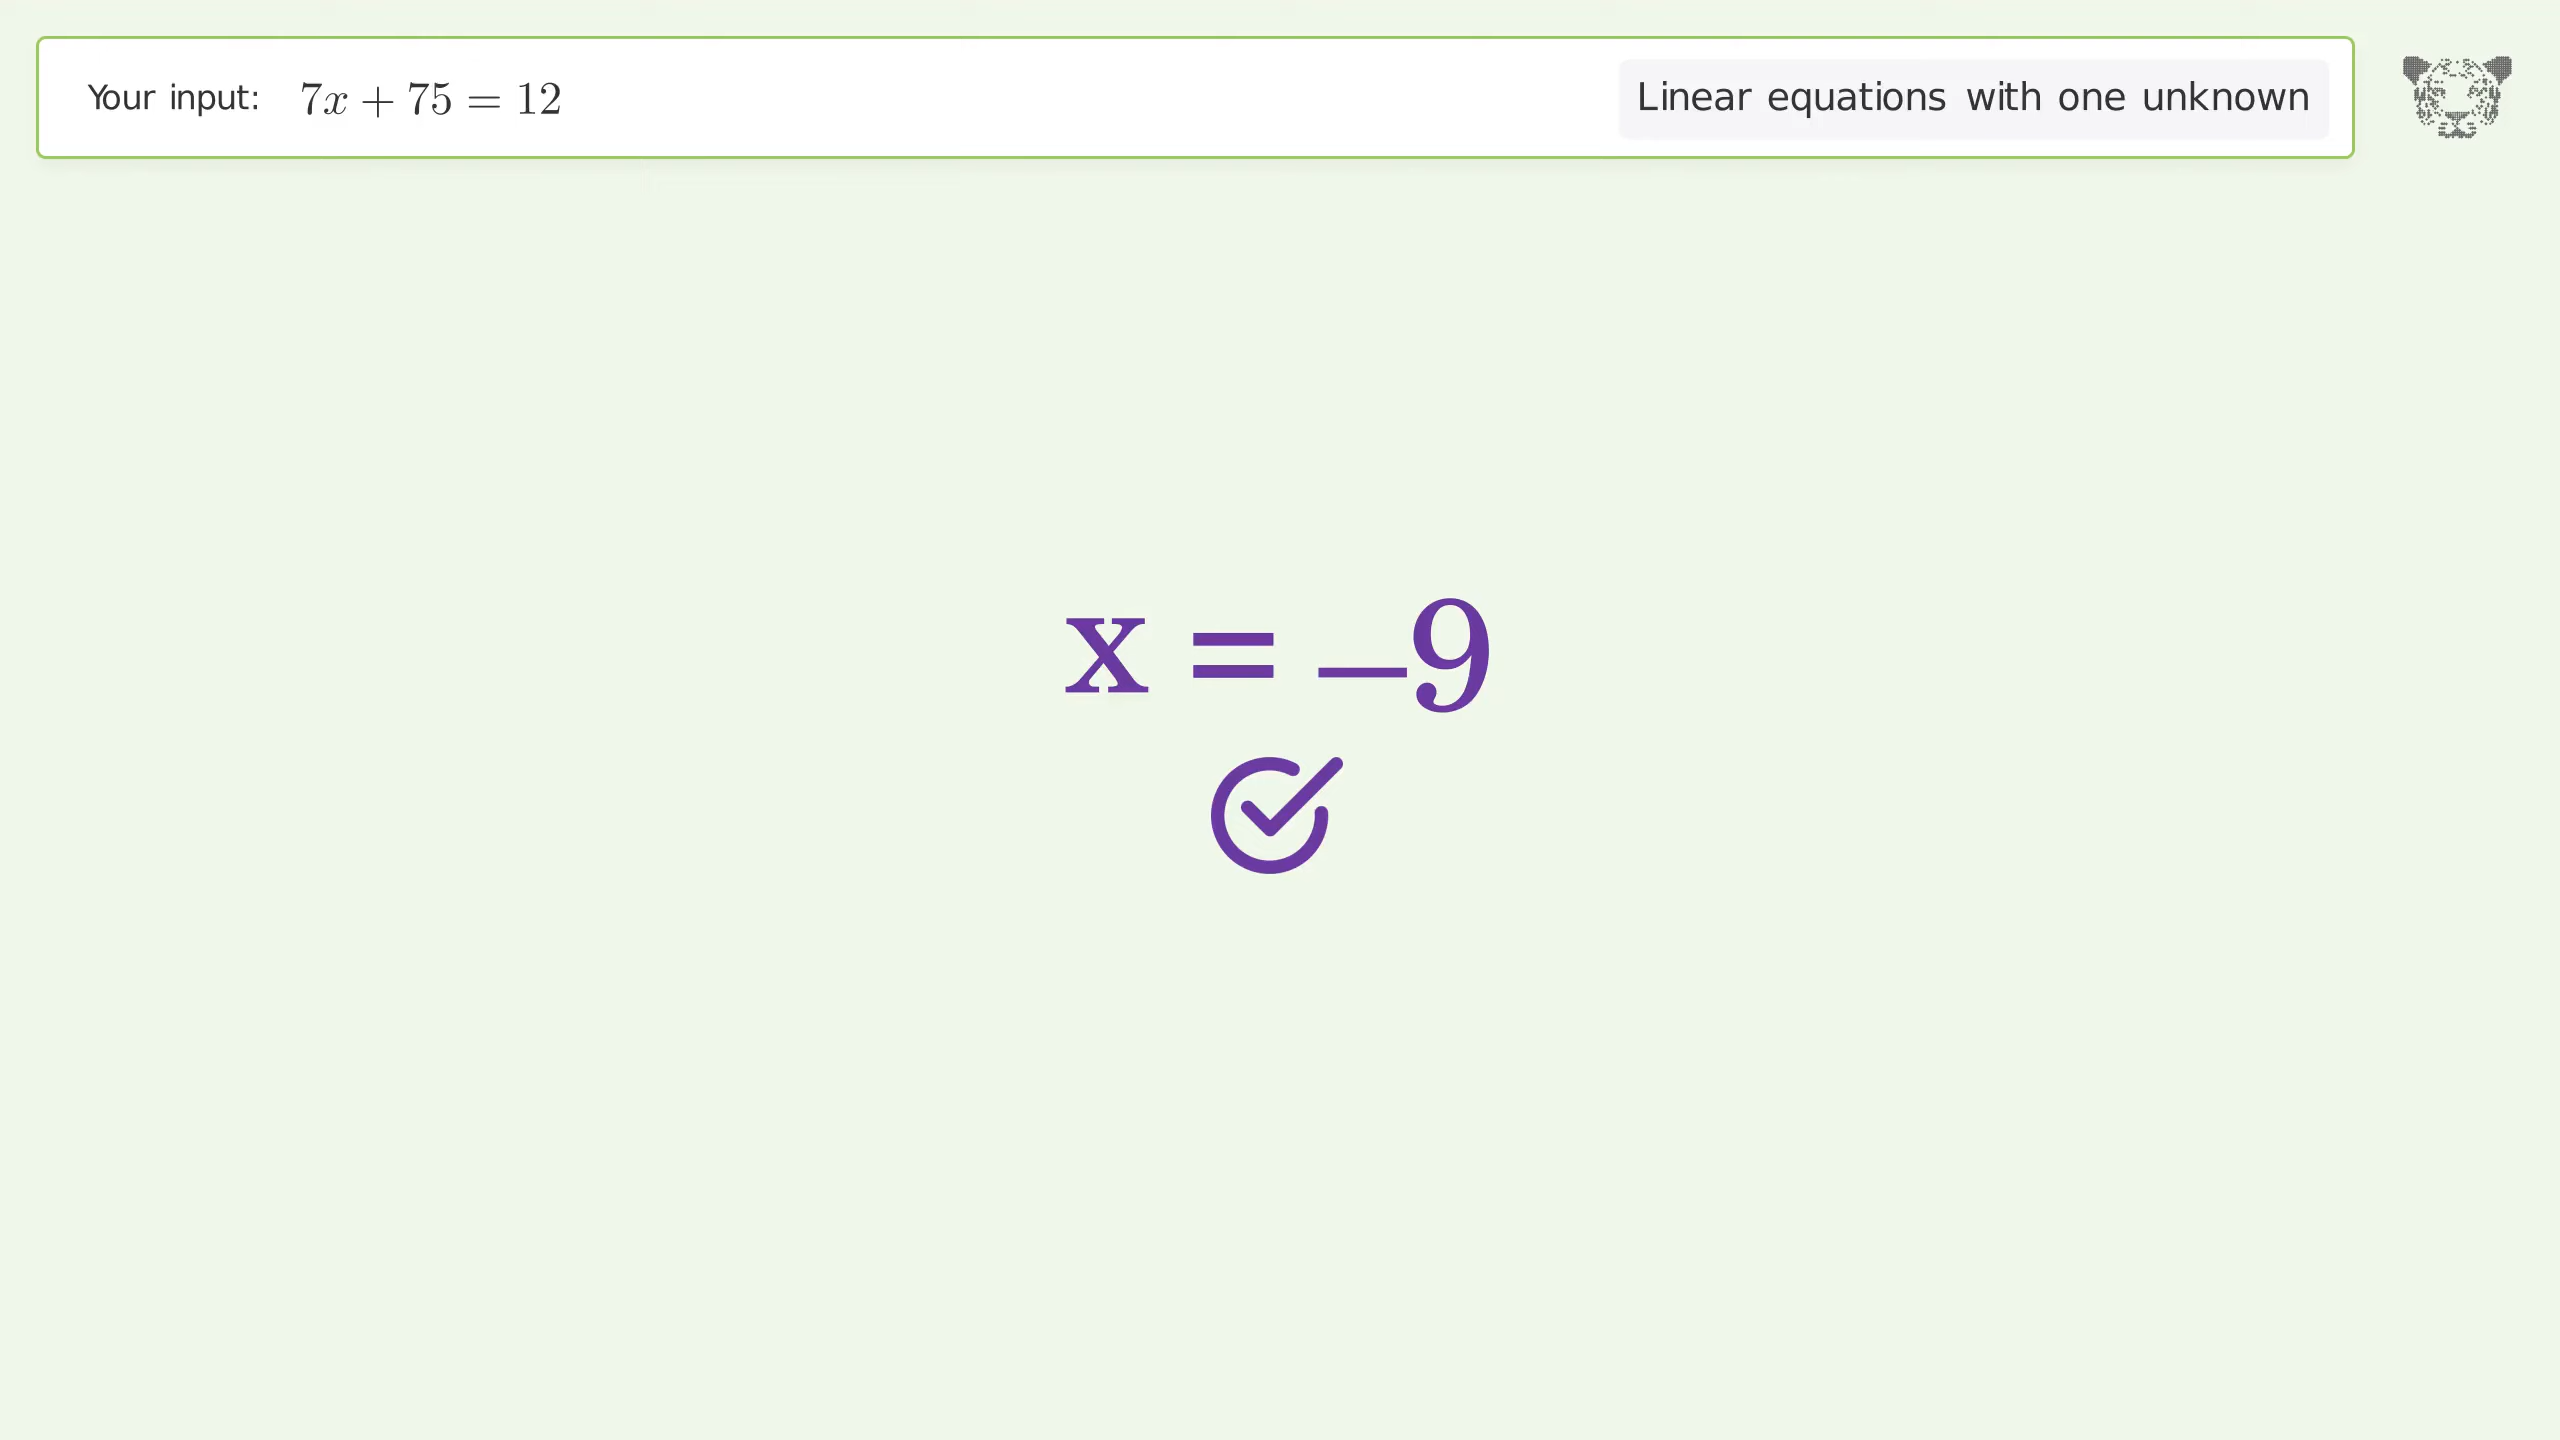 Your input: 7x + 75 = 12
Linear equations with one unknown
x = −9